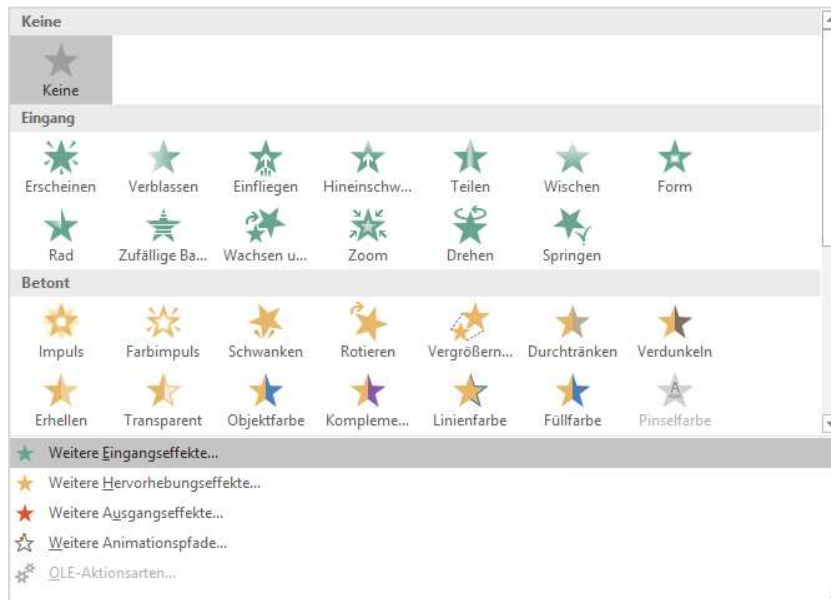 Keine
Keine
Eingang
Erscheinen Verblassen Einfliegen Hineinschw... Teilen Wischen Form
Rad Zufällige Ba... Wachsen u... Zoom Drehen Springen
Betont
Impuls Farbimpuls Schwanken Rotieren Vergrößern... Durchtränken Verdunkeln
Erhellen Transparent Objektfarbe Kompleme... Linienfarbe Füllfarbe Pinselfarbe
Weitere Eingangseffekte...
Weitere Hervorhebungseffekte...
Weitere Ausgangseffekte...
Weitere Animationspfade...
OLE-Aktionsarten...